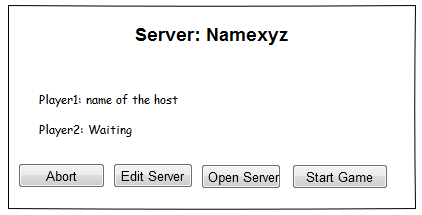 Server: Namexyz
Player1: name of the host
Player2: Waiting
Abort Edit Server Open Server Start Game